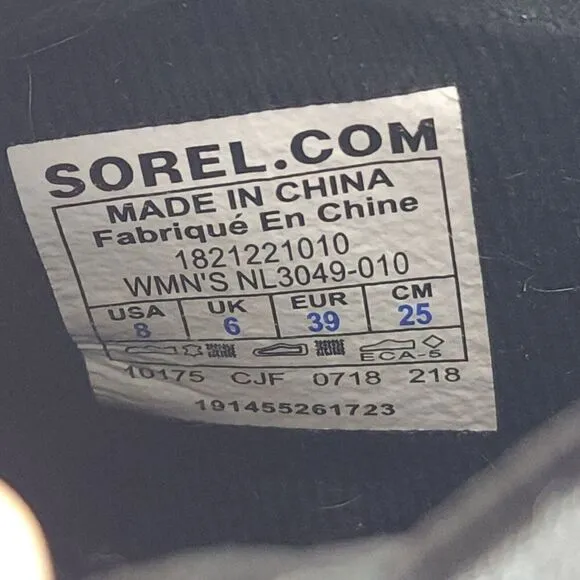 SOREL.COM
MADE IN CHINA
Fabriqué En Chine
1821221010
WMN'S NL3049-010
USA UK EUR CM
8 6 39 25
ECA-5
10175 CJF 0718 218
191455261723